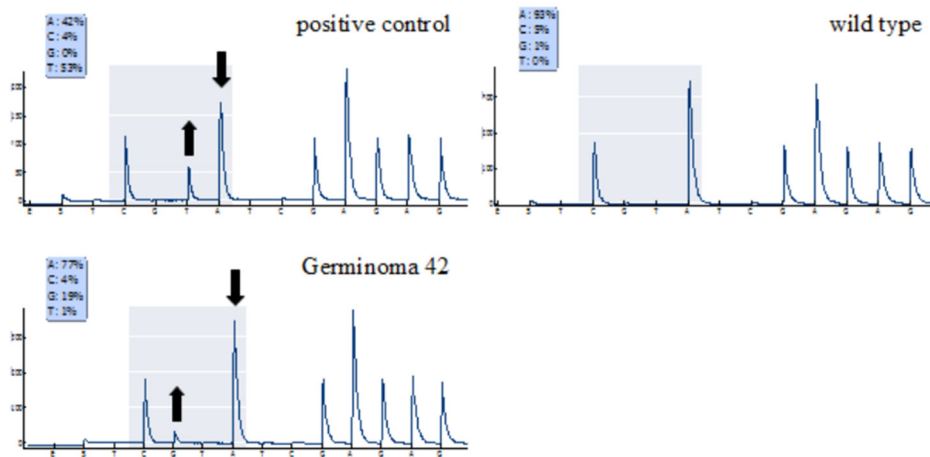 positive control
A: 42%
C: 4%
G: 0%
T: 53%
E S T C G T A T C G A G A G
wild type
A: 93%
C: 5%
G: 1%
T: 0%
E S T C G T A T C G A G A G
Germinoma 42
A: 77%
C: 4%
G: 19%
T: 1%
E S T C G T A T C G A G A G